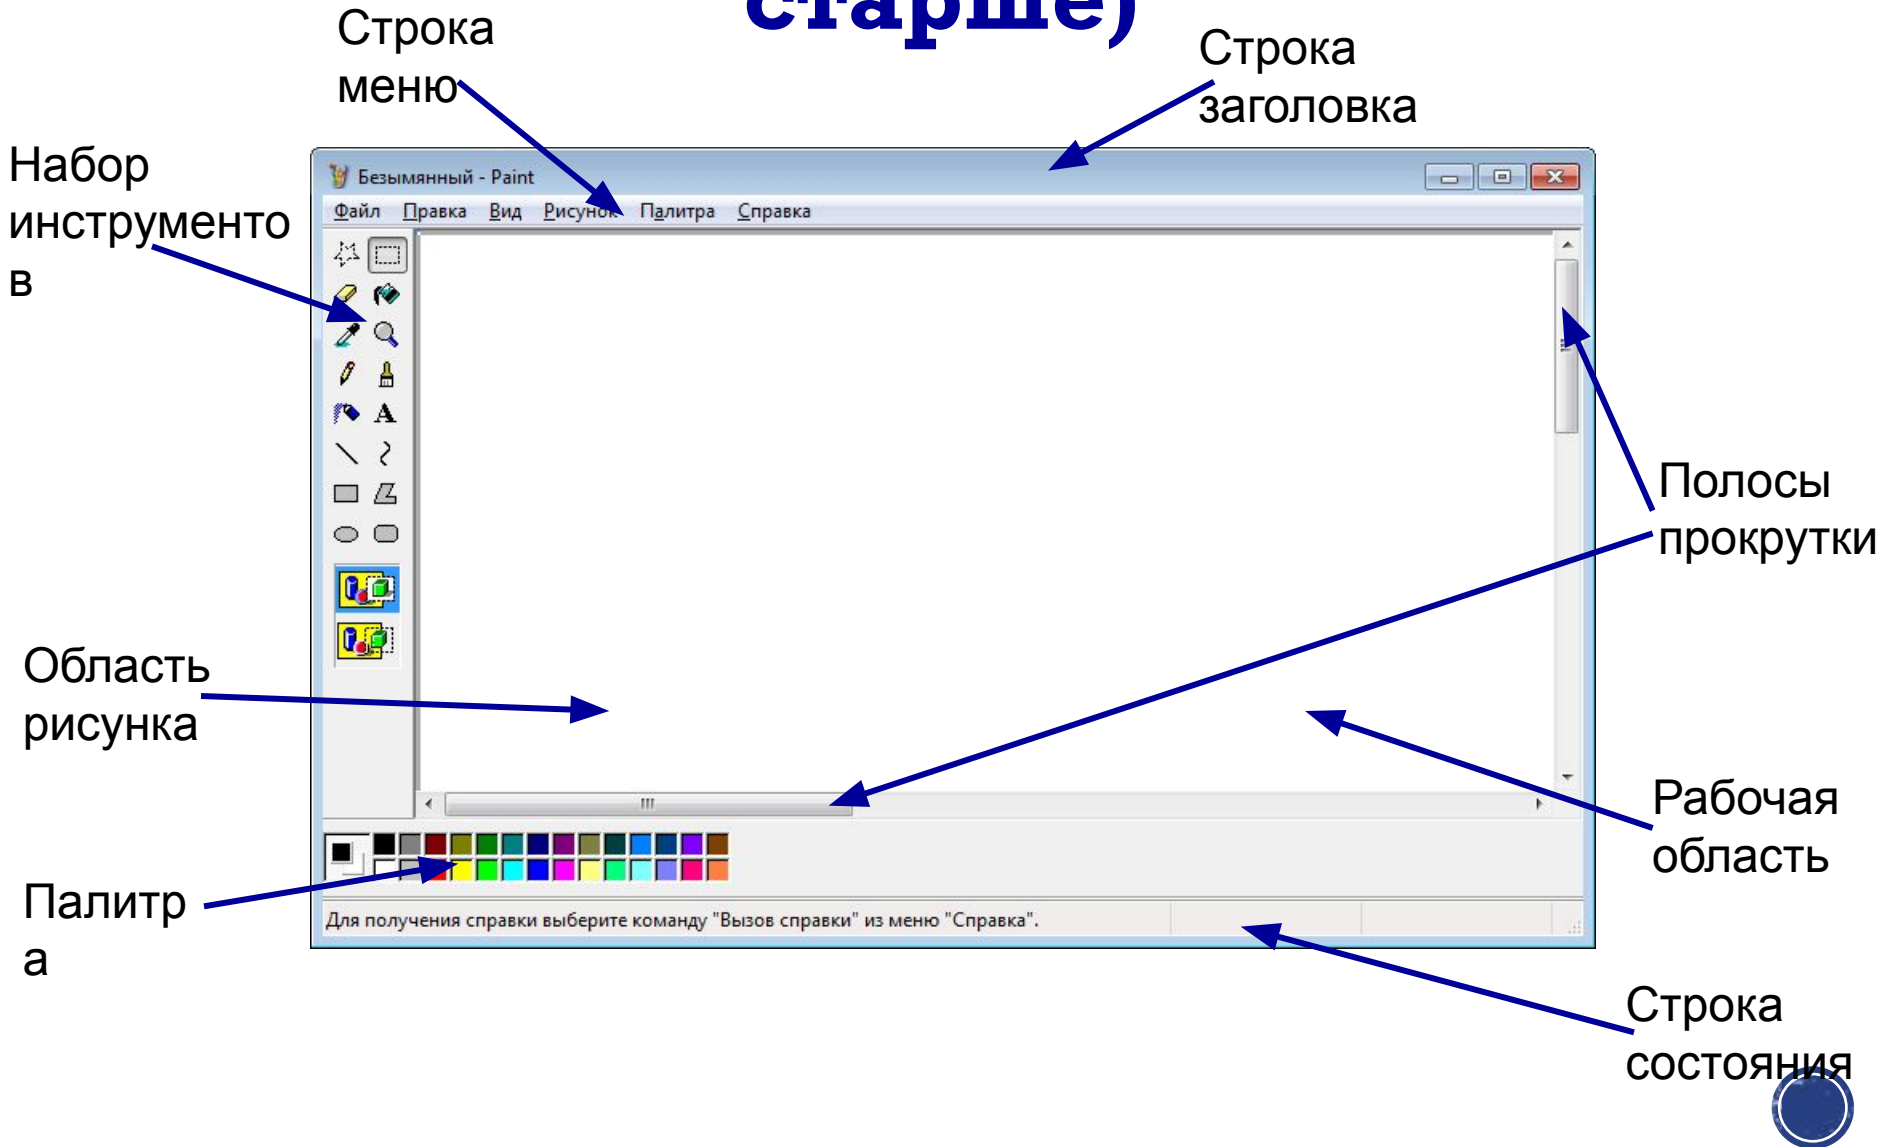 старше)
Строка
меню
Строка
заголовка
Набор
инструменто
в
Безымянный - Paint
Файл Правка Вид Рисунок Палитра Справка
A
Полосы
прокрутки
Область
рисунка
Рабочая
область
Палитр
а
Для получения справки выберите команду "Вызов справки" из меню "Справка".
Строка
состояния